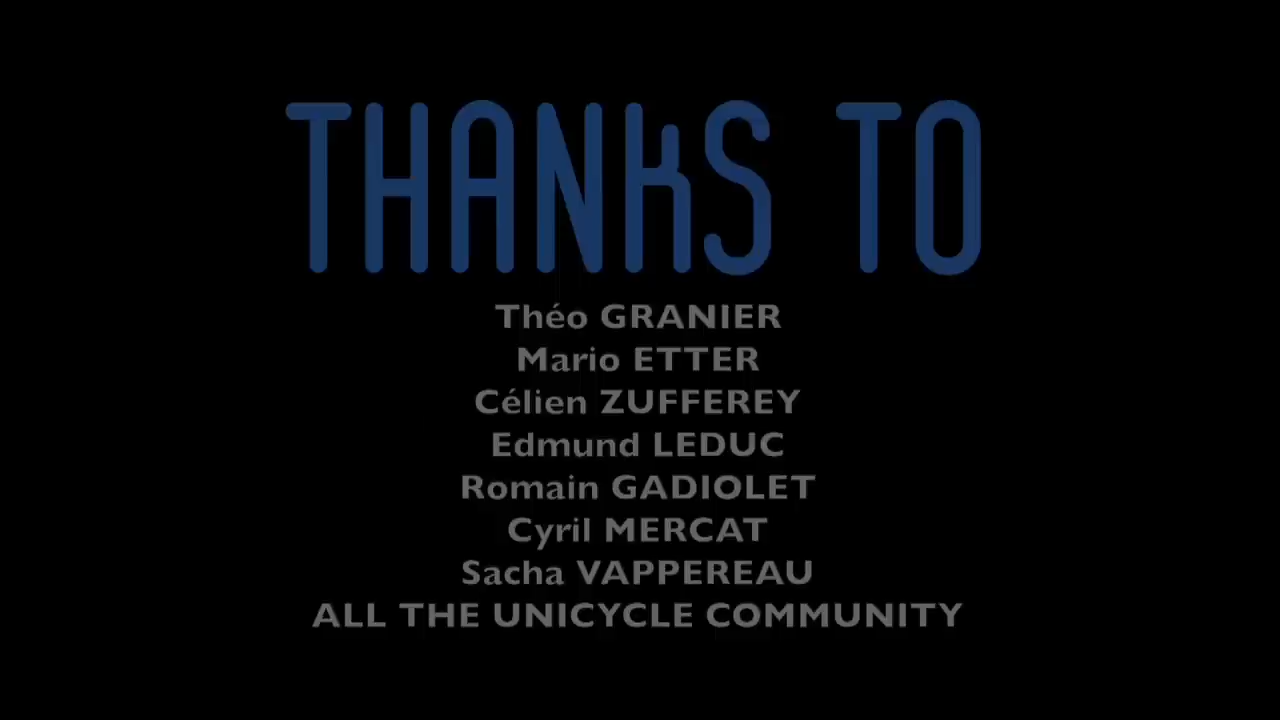 THANkS TO
Théo GRANIER
Mario ETTER
Célien ZUFFEREY
Edmund LEDUC
Romain GADIOLET
Cyril MERCAT
Sacha VAPPEREAU
ALL THE UNICYCLE COMMUNITY